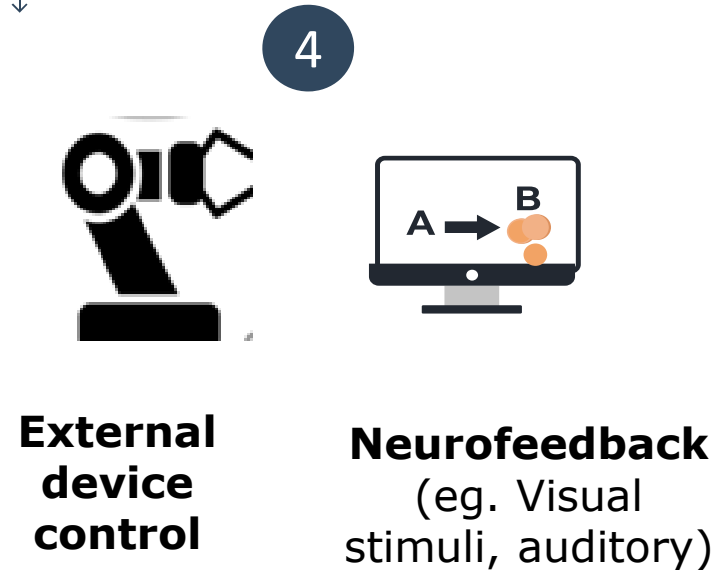 4
A
B
External
device
control
Neurofeedback
(eg. Visual
stimuli, auditory)